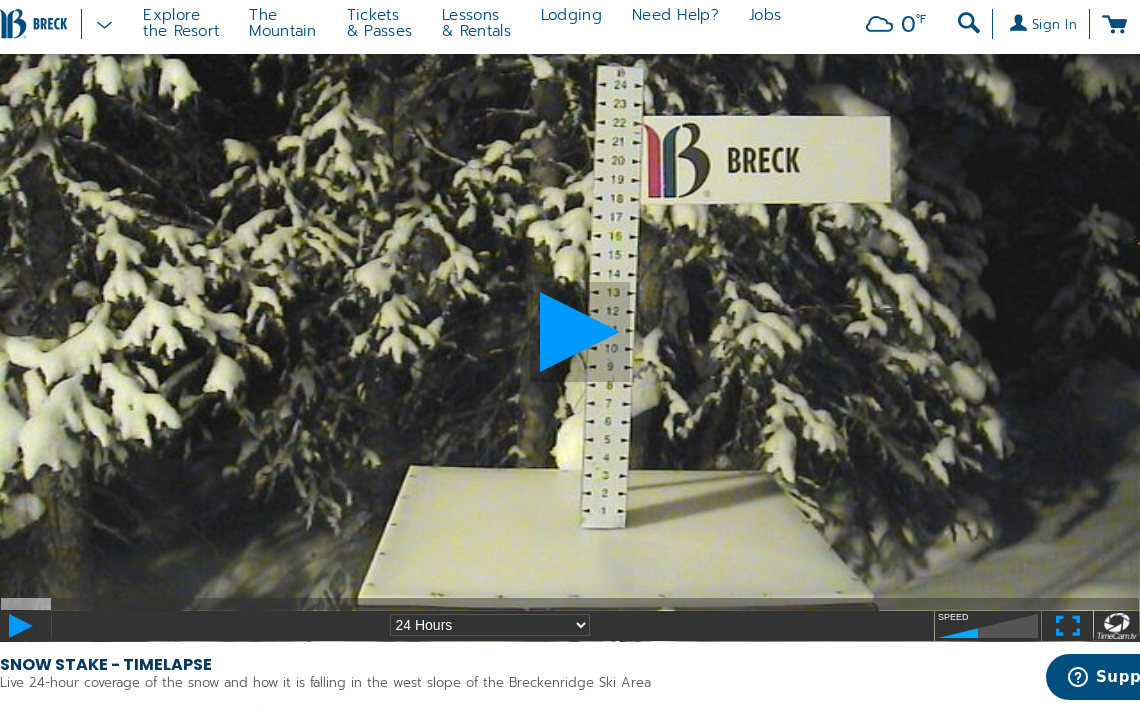 BRECK
Explore
the Resort
The
Mountain
Tickets
& Passes
Lessons
& Rentals
Lodging
Need Help?
Jobs
0°F
Sign In
24
23
22
21
20
19
18
17
16
15
14
13
12
10
9
8
7
6
5
4
3
2
1
BRECK
24 Hours
SPEED
TimeCam.tv
SNOW STAKE - TIMELAPSE
Live 24-hour coverage of the snow and how it is falling in the west slope of the Breckenridge Ski Area
Supp